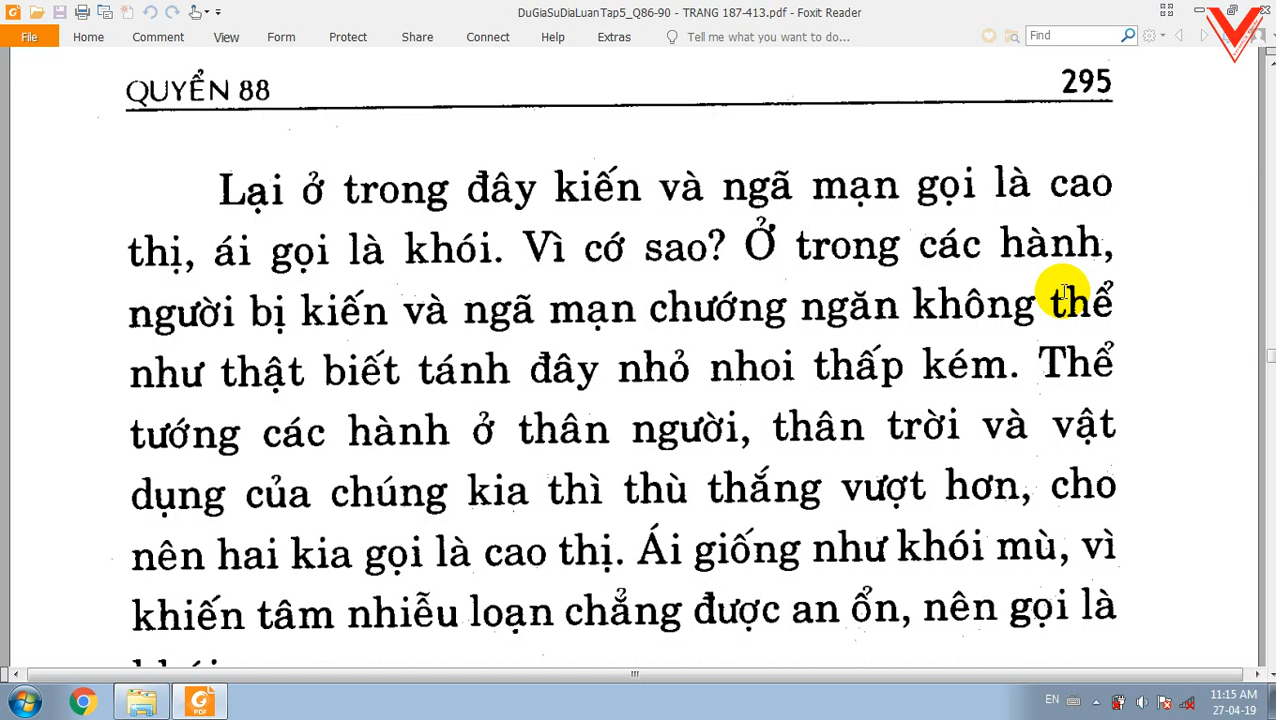 DuGiaSuDiaLuanTap5_Q86-90 - TRANG 187-413.pdf - Foxit Reader
File Home Comment View Form Protect Share Connect Help Extras Tell me what you want to do... Find
QUYỂN 88 295
Lại ở trong đây kiến và ngã mạn gọi là cao
thị, ái gọi là khói. Vì cớ sao? Ở trong các hành,
người bị kiến và ngã mạn chướng ngăn không thể
như thật biết tánh đây nhỏ nhoi thấp kém. Thể
tướng các hành ở thân người, thân trời và vật
dụng của chúng kia thì thù thắng vượt hơn, cho
nên hai kia gọi là cao thị. Ái giống như khói mù, vì
khiến tâm nhiễu loạn chẳng được an ổn, nên gọi là
EN 11:15 AM
27-04-19